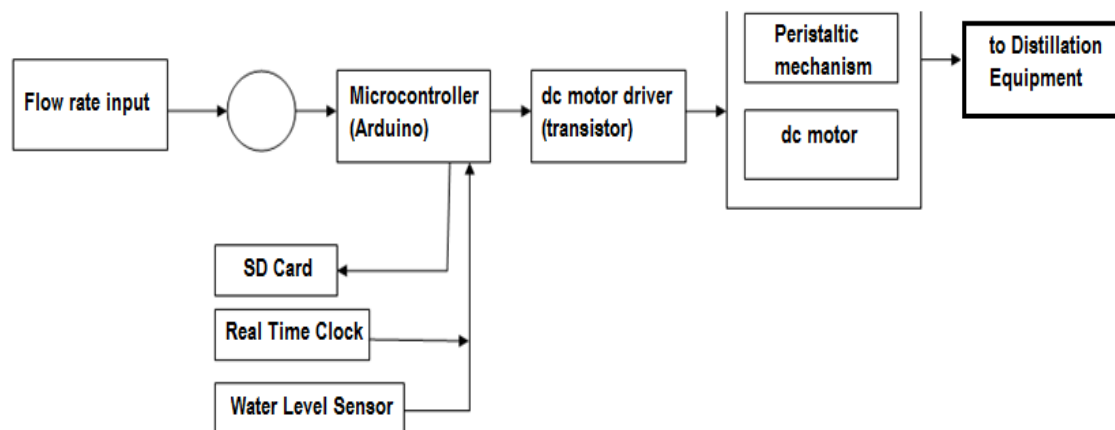 Flow rate input
Microcontroller
(Arduino)
dc motor driver
(transistor)
Peristaltic
mechanism
dc motor
to Distillation
Equipment
SD Card
Real Time Clock
Water Level Sensor